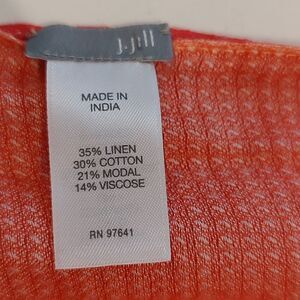 J.Jill
MADE IN
INDIA
35% LINEN
30% COTTON
21% MODAL
14% VISCOSE
RN 97641